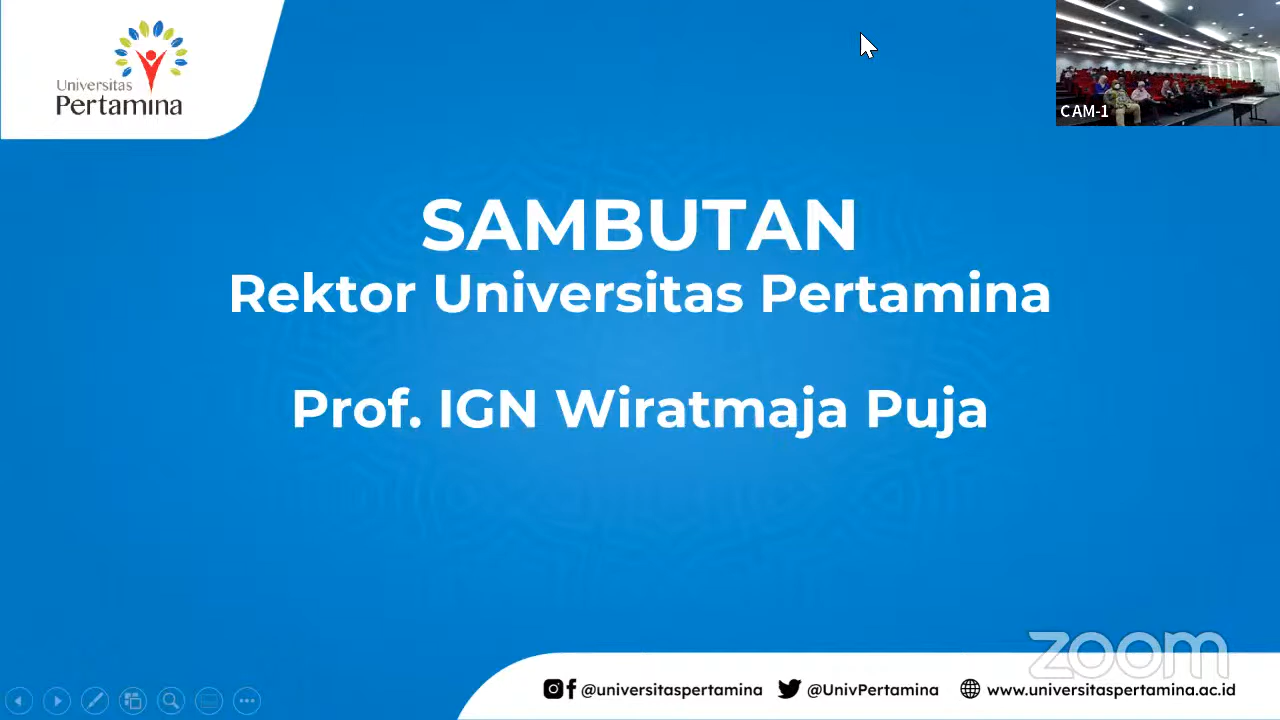 Universitas
Pertamina
CAM-1
SAMBUTAN
Rektor Universitas Pertamina
Prof. IGN Wiratmaja Puja
zoom
@universitaspertamina @UnivPertamina www.universitaspertamina.ac.id